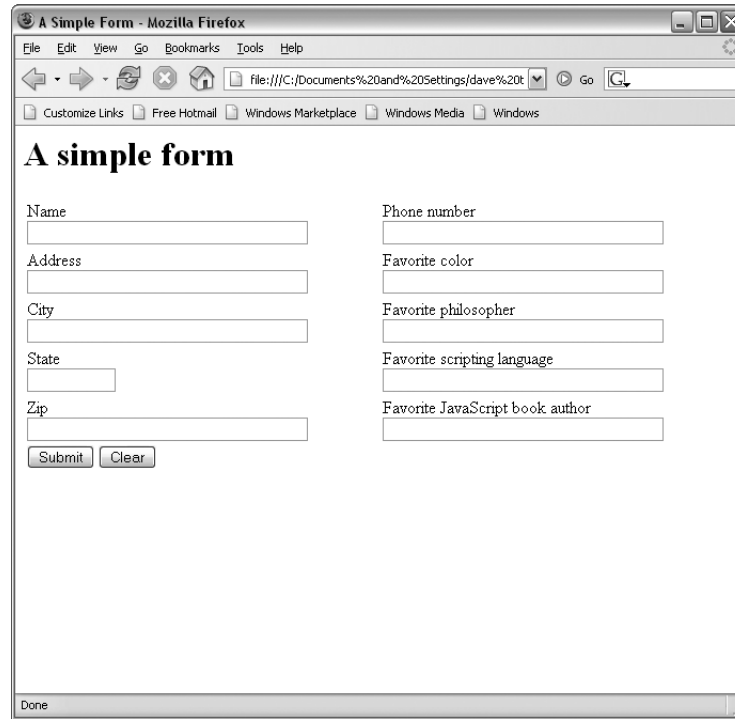 A Simple Form - Mozilla Firefox
File Edit View Go Bookmarks Tools Help
file:///C:/Documents%20and%20Settings/dave%20t Go G
Customize Links Free Hotmail Windows Marketplace Windows Media Windows
A simple form
Name
Address
City
State
Zip
Submit Clear
Phone number
Favorite color
Favorite philosopher
Favorite scripting language
Favorite JavaScript book author
Done